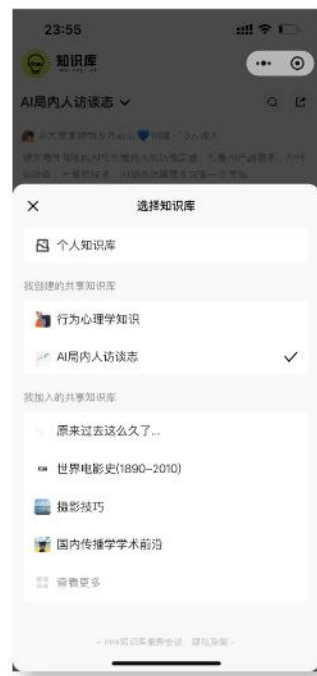 23:55
知识库
AI局内人访谈志
选择知识库
个人知识库
我创建的共享知识库
行为心理学知识
AI局内人访谈志
我加入的共享知识库
原来过去这么久了...
世界电影史(1890–2010)
摄影技巧
国内传播学学术前沿
查看更多